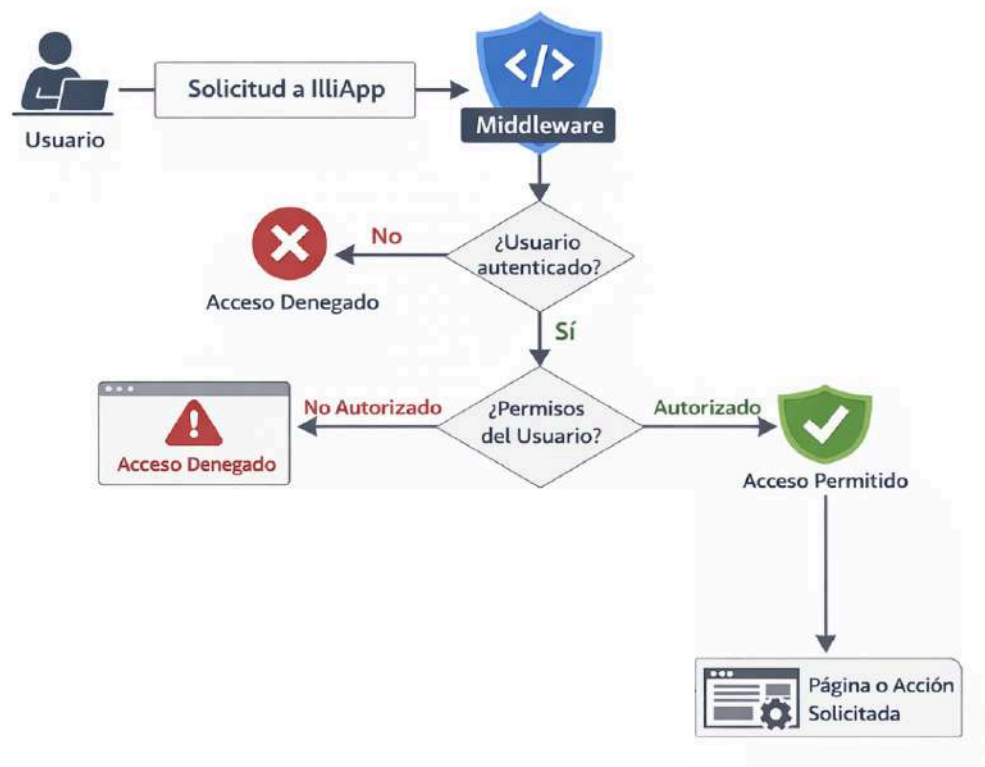 Usuario
Solicitud a IlliApp
</>
Middleware
¿Usuario
autenticado?
No
Acceso Denegado
Sí
¿Permisos
del Usuario?
No Autorizado
Acceso Denegado
Autorizado
Acceso Permitido
Página o Acción
Solicitada